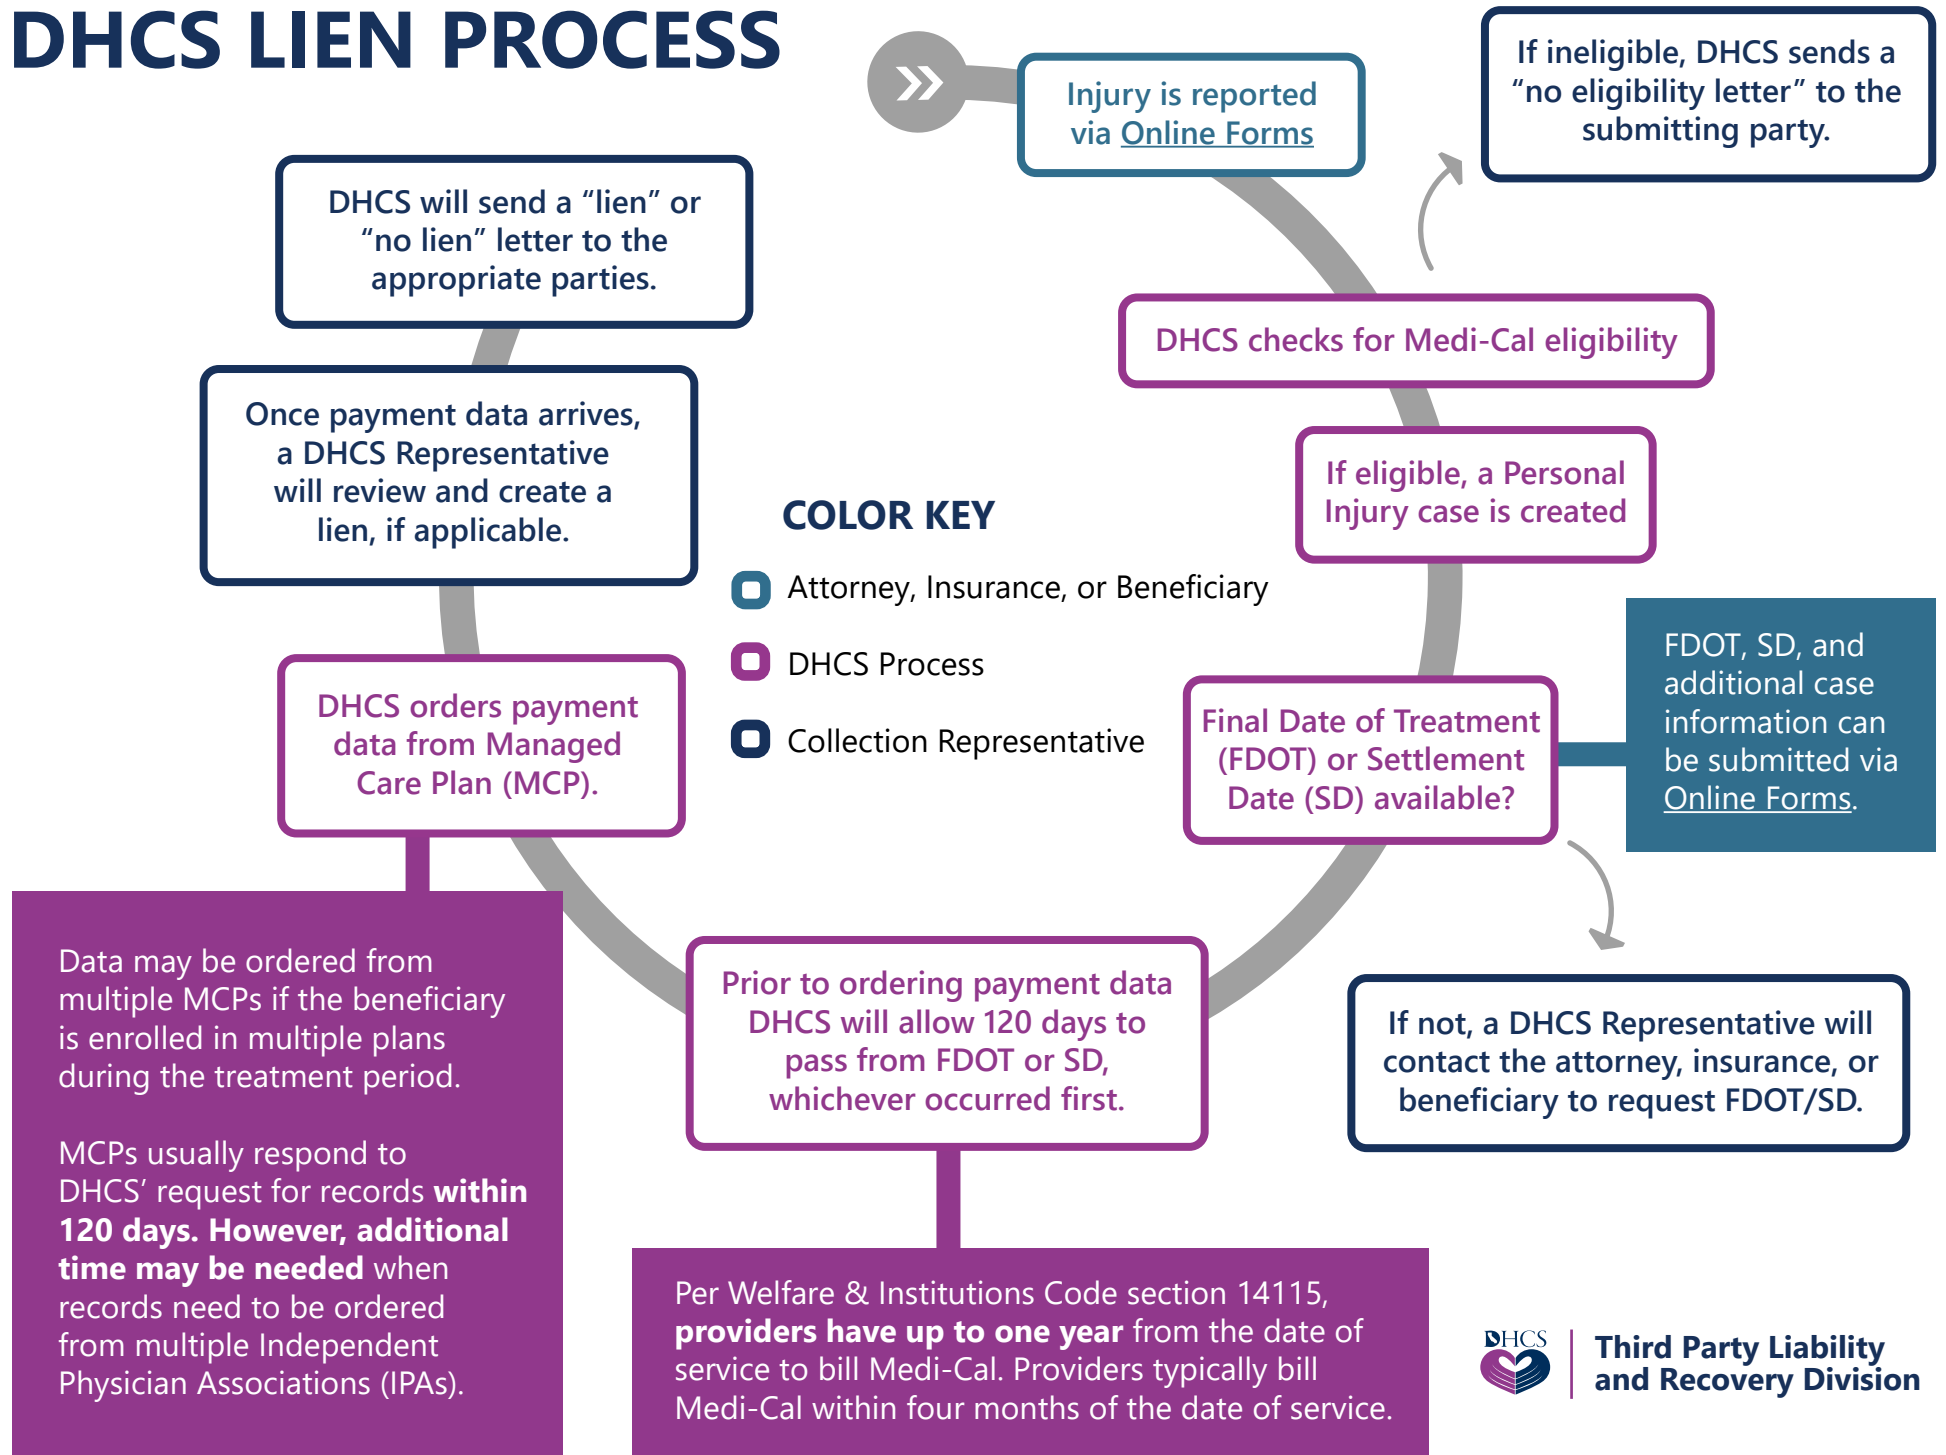 DHCS LIEN PROCESS
Injury is reported
via Online Forms
If ineligible, DHCS sends a
“no eligibility letter” to the
submitting party.
DHCS checks for Medi-Cal eligibility
If eligible, a Personal
Injury case is created
Final Date of Treatment
(FDOT) or Settlement
Date (SD) available?
FDOT, SD, and
additional case
information can
be submitted via
Online Forms.
If not, a DHCS Representative will
contact the attorney, insurance, or
beneficiary to request FDOT/SD.
Prior to ordering payment data
DHCS will allow 120 days to
pass from FDOT or SD,
whichever occurred first.
Per Welfare & Institutions Code section 14115,
providers have up to one year from the date of
service to bill Medi-Cal. Providers typically bill
Medi-Cal within four months of the date of service.
DHCS orders payment
data from Managed
Care Plan (MCP).
Data may be ordered from
multiple MCPs if the beneficiary
is enrolled in multiple plans
during the treatment period.
MCPs usually respond to
DHCS’ request for records within
120 days. However, additional
time may be needed when
records need to be ordered
from multiple Independent
Physician Associations (IPAs).
Once payment data arrives,
a DHCS Representative
will review and create a
lien, if applicable.
DHCS will send a “lien” or
“no lien” letter to the
appropriate parties.
COLOR KEY
Attorney, Insurance, or Beneficiary
DHCS Process
Collection Representative
DHCS
Third Party Liability
and Recovery Division